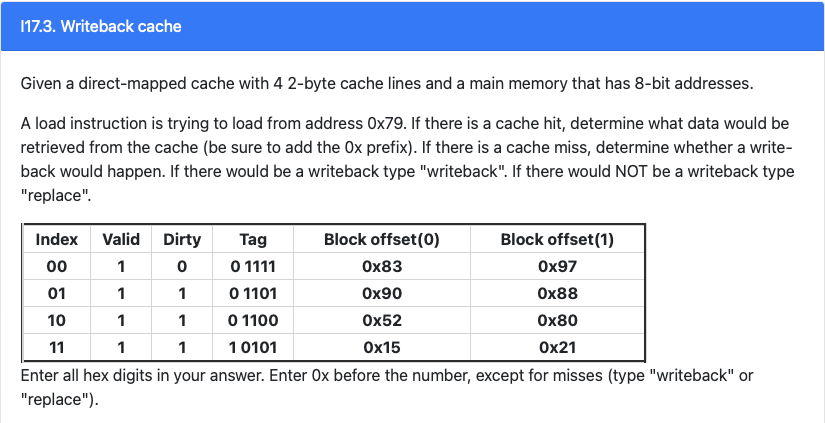 I17.3. Writeback cache
Given a direct-mapped cache with 4 2-byte cache lines and a main memory that has 8-bit addresses.
A load instruction is trying to load from address 0x79. If there is a cache hit, determine what data would be
retrieved from the cache (be sure to add the 0x prefix). If there is a cache miss, determine whether a write-
back would happen. If there would be a writeback type "writeback". If there would NOT be a writeback type
"replace".
Index Valid Dirty Tag Block offset(0) Block offset(1)
00 1 0 0 1111 0x83 0x97
01 1 1 0 1101 0x90 0x88
10 1 1 0 1100 0x52 0x80
11 1 1 1 0101 0x15 0x21
Enter all hex digits in your answer. Enter 0x before the number, except for misses (type "writeback" or
"replace").